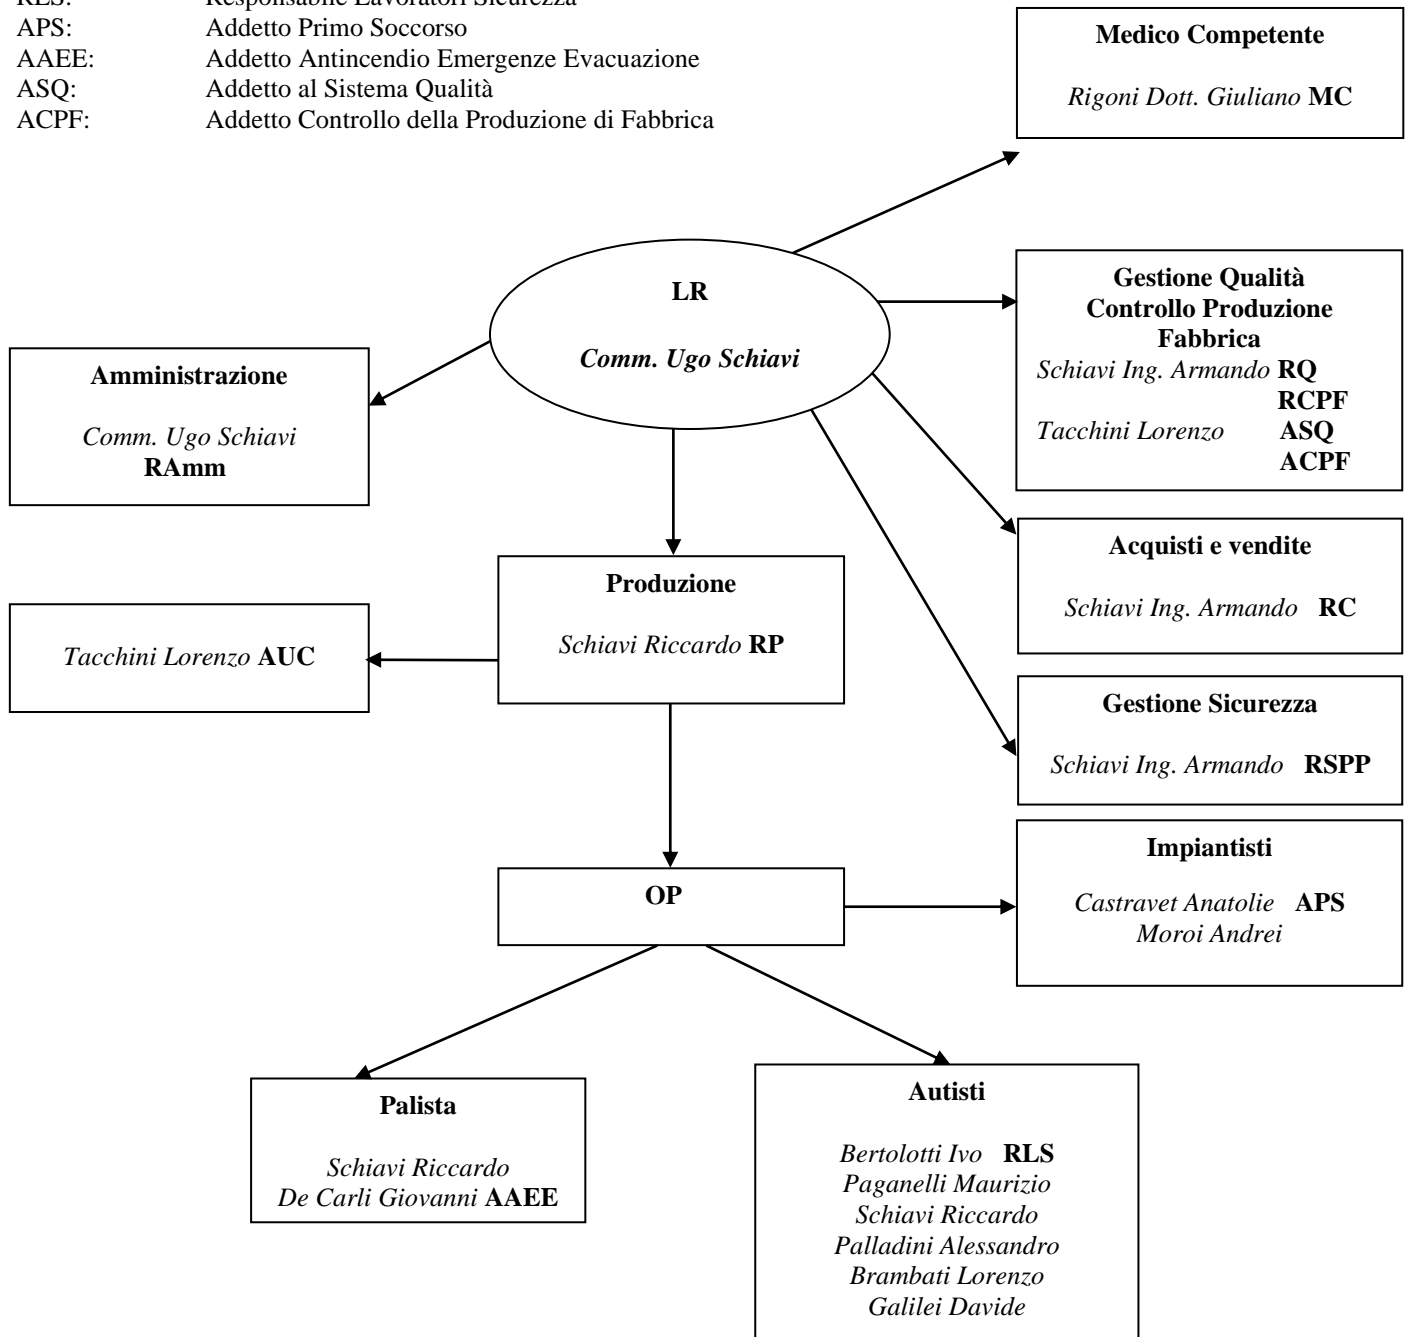 RLS: Responsabile Lavoratori Sicurezza
APS: Addetto Primo Soccorso
AAEE: Addetto Antincendio Emergenze Evacuazione
ASQ: Addetto al Sistema Qualità
ACPF: Addetto Controllo della Produzione di Fabbrica
Medico Competente
Rigoni Dott. Giuliano MC
LR
Comm. Ugo Schiavi
Gestione Qualità
Controllo Produzione
Fabbrica
Schiavi Ing. Armando RQ
RCPF
Tacchini Lorenzo ASQ
ACPF
Amministrazione
Comm. Ugo Schiavi
RAmm
Acquisti e vendite
Schiavi Ing. Armando RC
Produzione
Schiavi Riccardo RP
Tacchini Lorenzo AUC
Gestione Sicurezza
Schiavi Ing. Armando RSPP
Impiantisti
Castravet Anatolie APS
Moroi Andrei
OP
Palista
Schiavi Riccardo
De Carli Giovanni AAEE
Autisti
Bertolotti Ivo RLS
Paganelli Maurizio
Schiavi Riccardo
Palladini Alessandro
Brambati Lorenzo
Galilei Davide